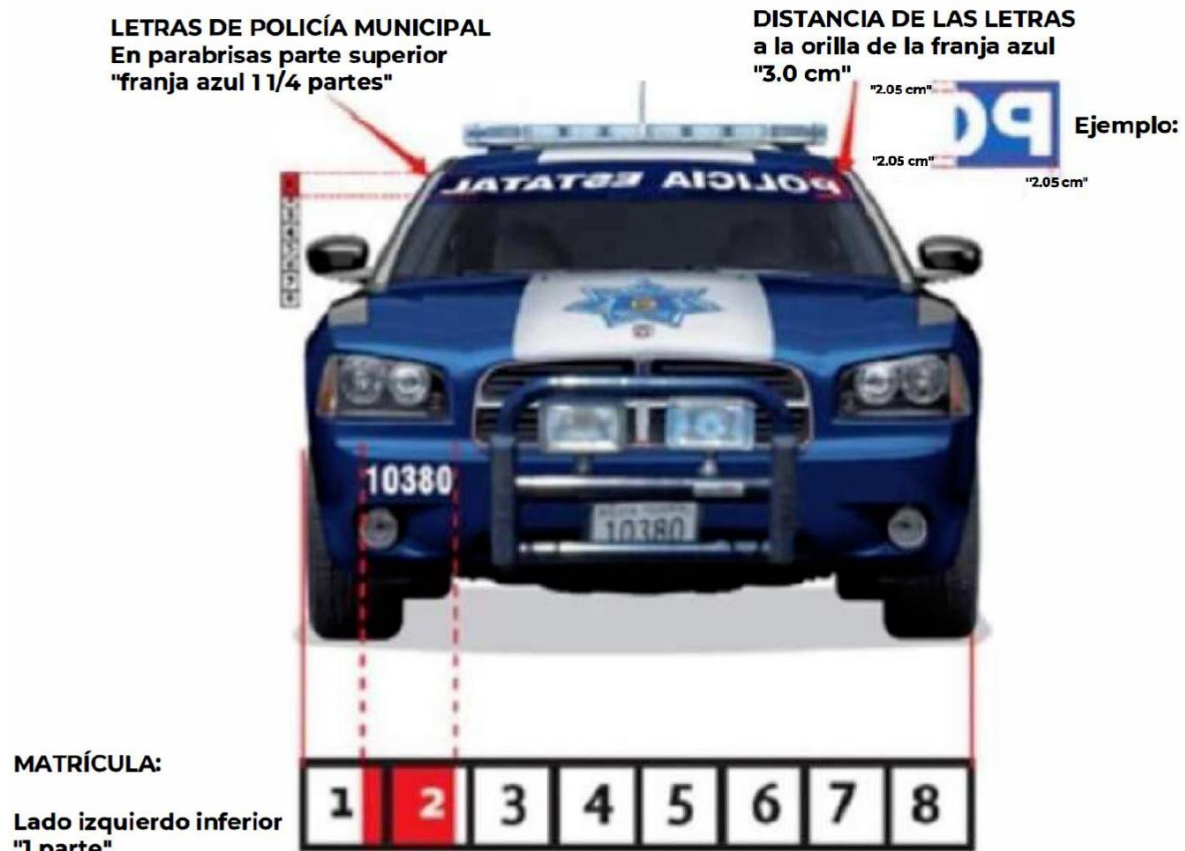 LETRAS DE POLICÍA MUNICIPAL
En parabrisas parte superior
"franja azul 1 1/4 partes"
DISTANCIA DE LAS LETRAS
a la orilla de la franja azul
"3.0 cm"
"2.05 cm"
PO
Ejemplo:
"2.05 cm"
"2.05 cm"
POLICIA ESTATAL
10380
10380
MATRÍCULA:
1 2 3 4 5 6 7 8
Lado izquierdo inferior
"1 parte"